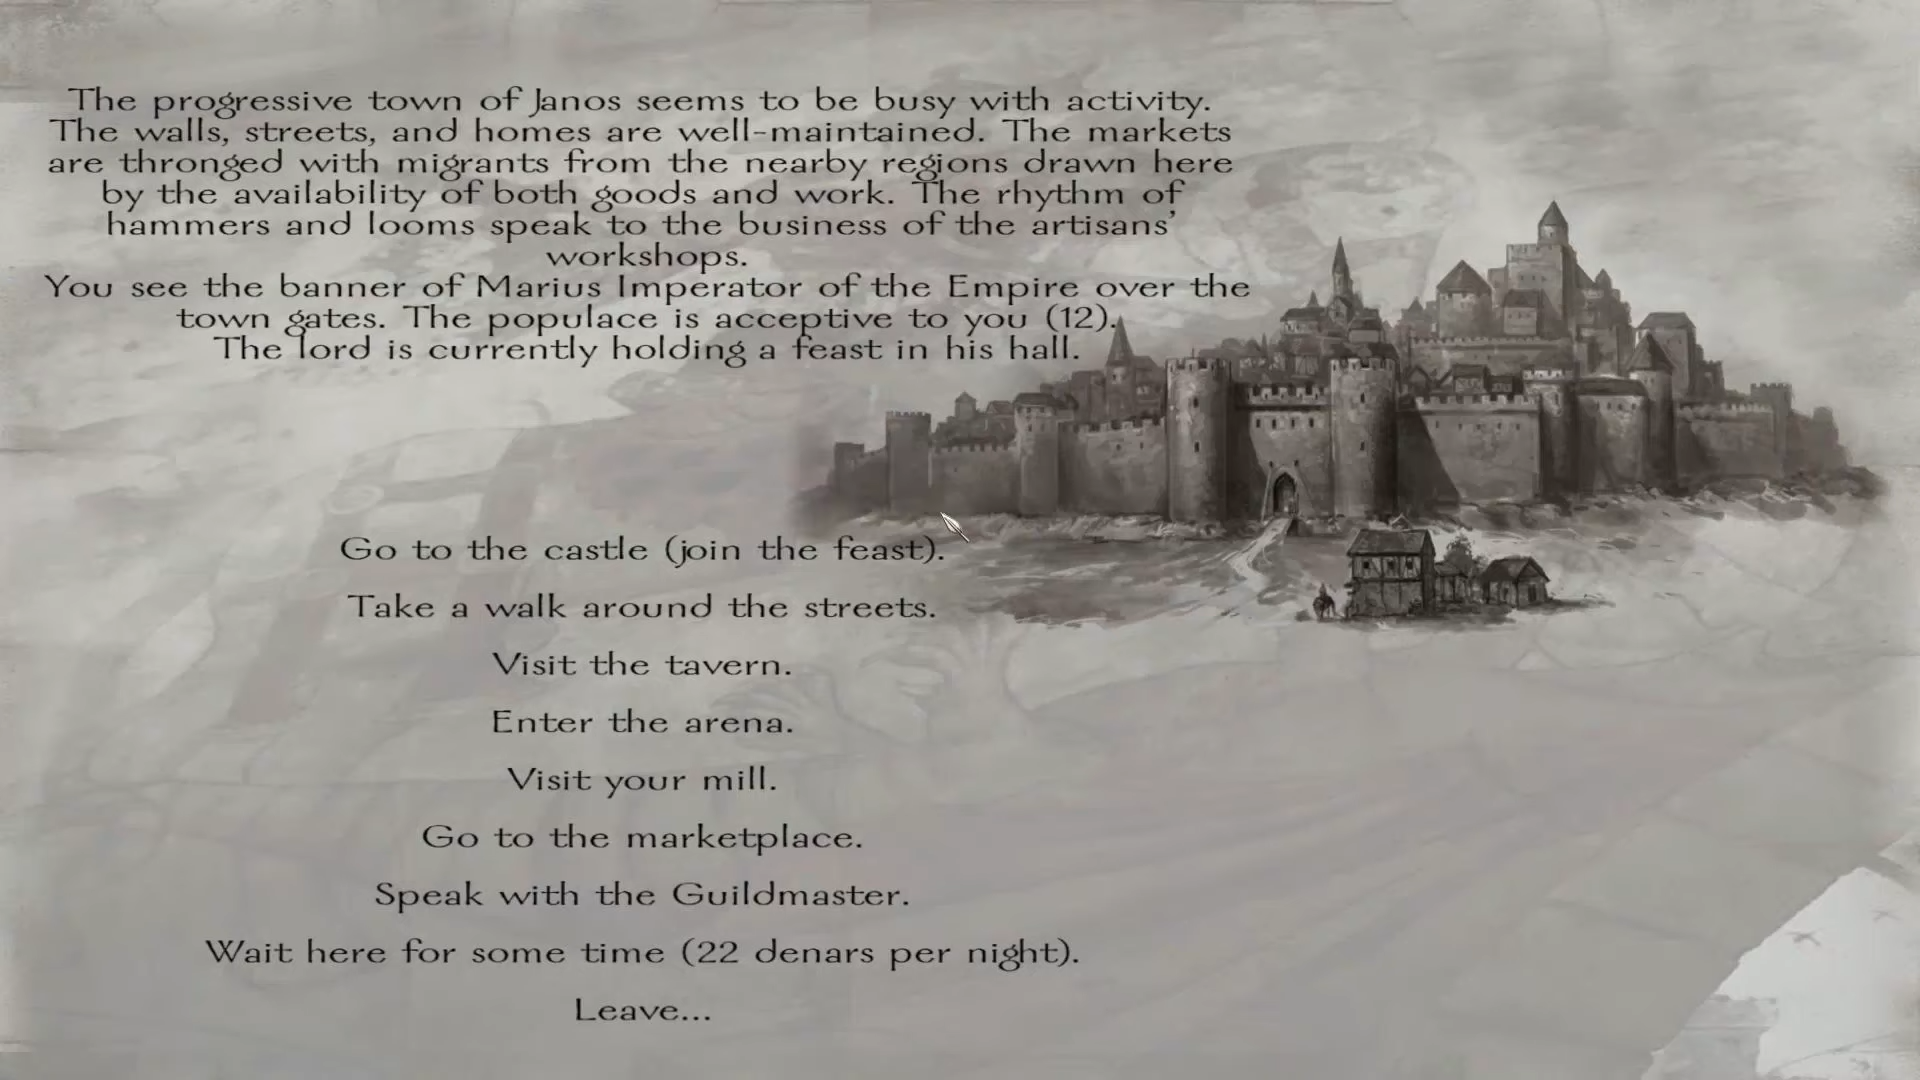 The progressive town of Janos seems to be busy with activity.
The walls, streets, and homes are well-maintained. The markets
are thronged with migrants from the nearby regions drawn here
by the availability of both goods and work. The rhythm of
hammers and looms speak to the business of the artisans'
workshops.
You see the banner of Marius Imperator of the Empire over the
town gates. The populace is acceptive to you (12).
The lord is currently holding a feast in his hall.
Go to the castle (join the feast).
Take a walk around the streets.
Visit the tavern.
Enter the arena.
Visit your mill.
Go to the marketplace.
Speak with the Guildmaster.
Wait here for some time (22 denars per night).
Leave...